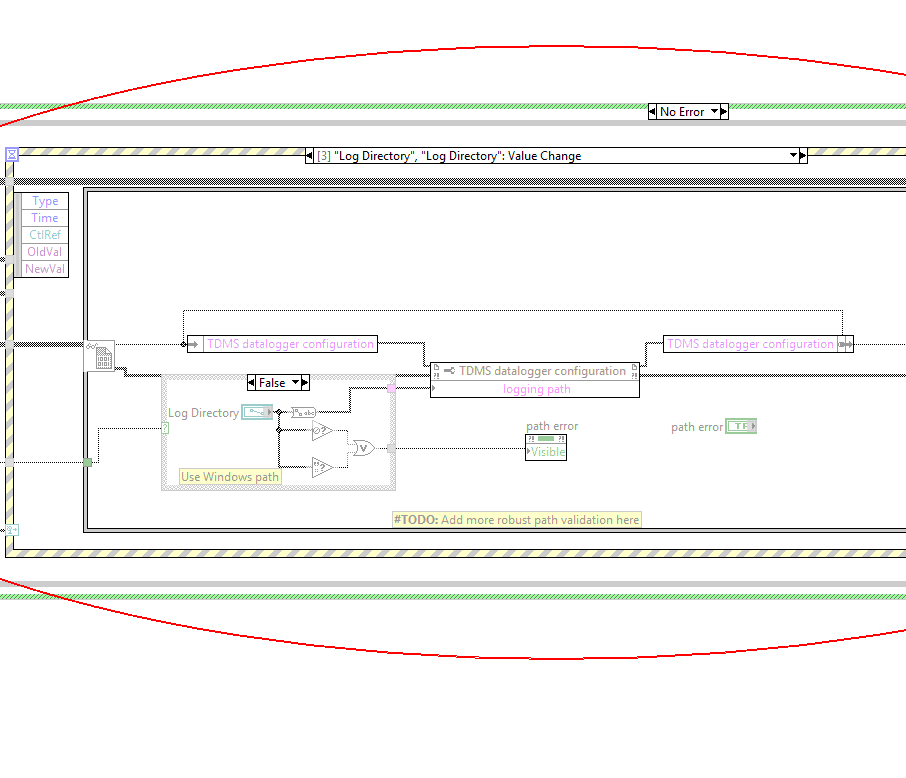 No Error
[3] "Log Directory", "Log Directory": Value Change
Type
Time
CtlRef
OldVal
NewVal
TDMS datalogger configuration
TDMS datalogger configuration
TDMS datalogger configuration
logging path
False
Log Directory
abc
?
?
?
V
Use Windows path
path error
Visible
path error
TF
#TODO: Add more robust path validation here